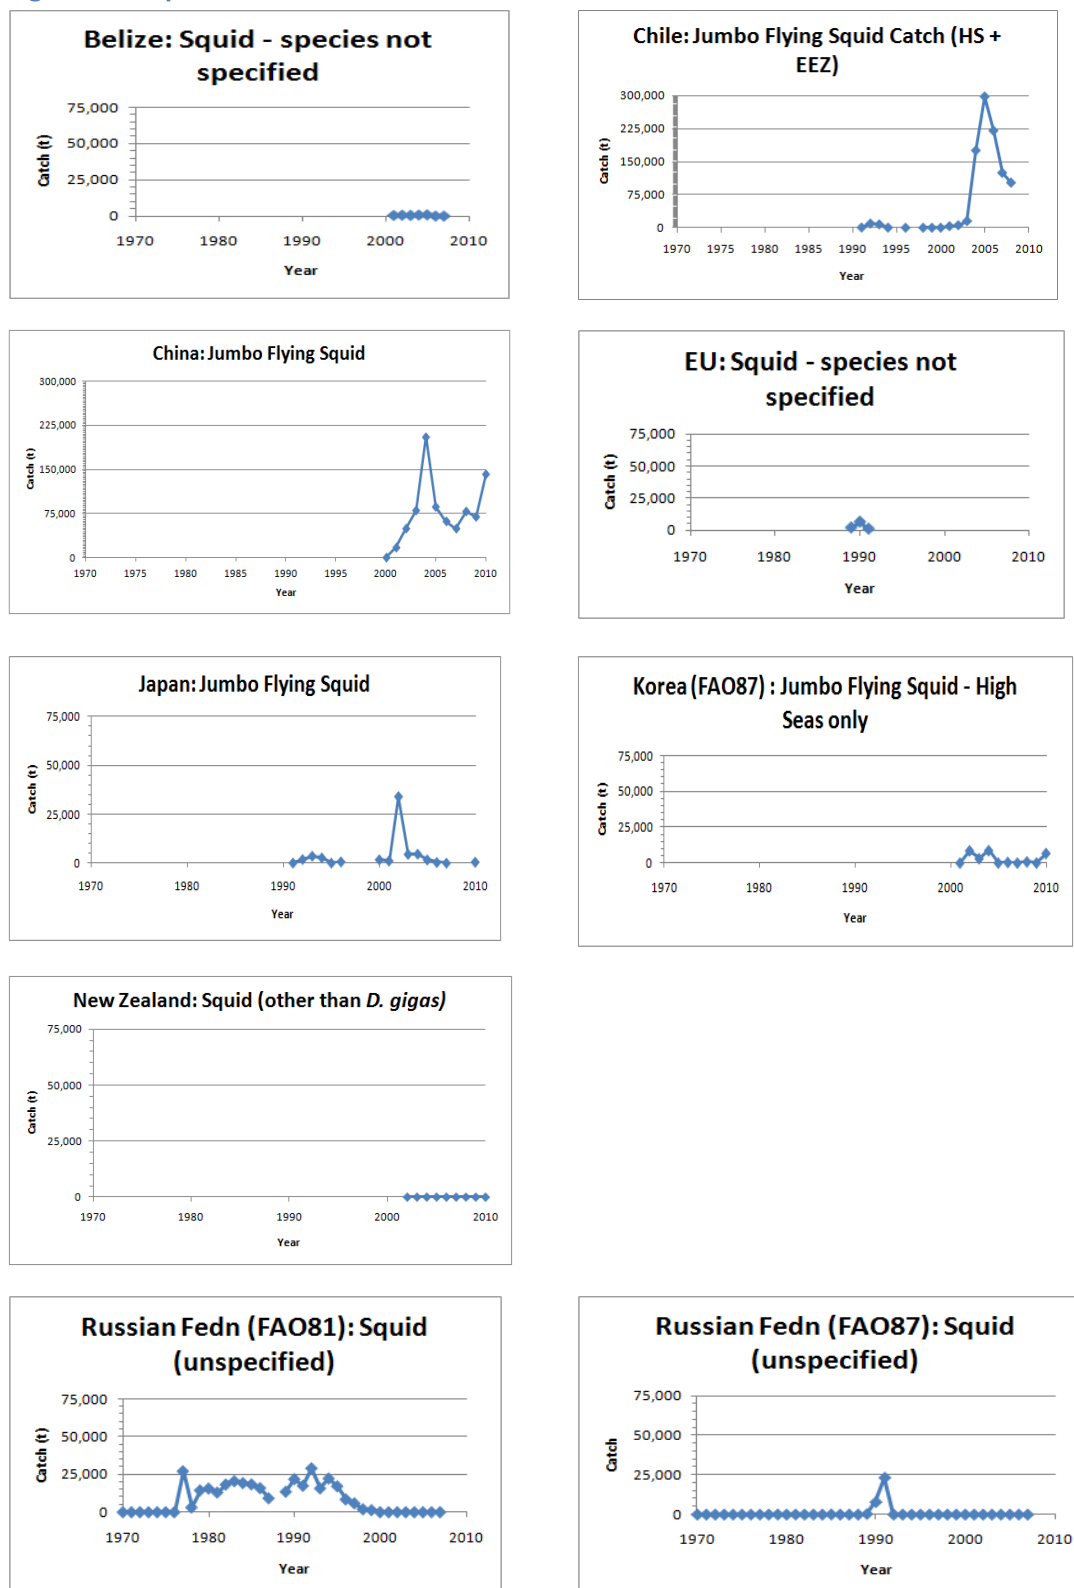 Belize: Squid - species not
specified
75,000
50,000
25,000
0
Catch (t)
1970 1980 1990 2000 2010
Year
Chile: Jumbo Flying Squid Catch (HS +
EEZ)
300,000
225,000
150,000
75,000
0
Catch (t)
1970 1975 1980 1985 1990 1995 2000 2005 2010
Year
China: Jumbo Flying Squid
300,000
225,000
150,000
75,000
0
Catch (t)
1970 1975 1980 1985 1990 1995 2000 2005 2010
Year
EU: Squid - species not
specified
75,000
50,000
25,000
0
Catch (t)
1970 1980 1990 2000 2010
Year
Japan: Jumbo Flying Squid
75,000
50,000
25,000
0
Catch (t)
1970 1980 1990 2000 2010
Year
Korea (FAO87) : Jumbo Flying Squid - High
Seas only
75,000
50,000
25,000
0
Catch (t)
1970 1980 1990 2000 2010
Year
New Zealand: Squid (other than D. gigas)
75,000
50,000
25,000
0
Catch (t)
1970 1980 1990 2000 2010
Year
Russian Fedn (FAO81): Squid
(unspecified)
75,000
50,000
25,000
0
Catch (t)
1970 1980 1990 2000 2010
Year
Russian Fedn (FAO87): Squid
(unspecified)
75,000
50,000
25,000
0
Catch
1970 1980 1990 2000 2010
Year